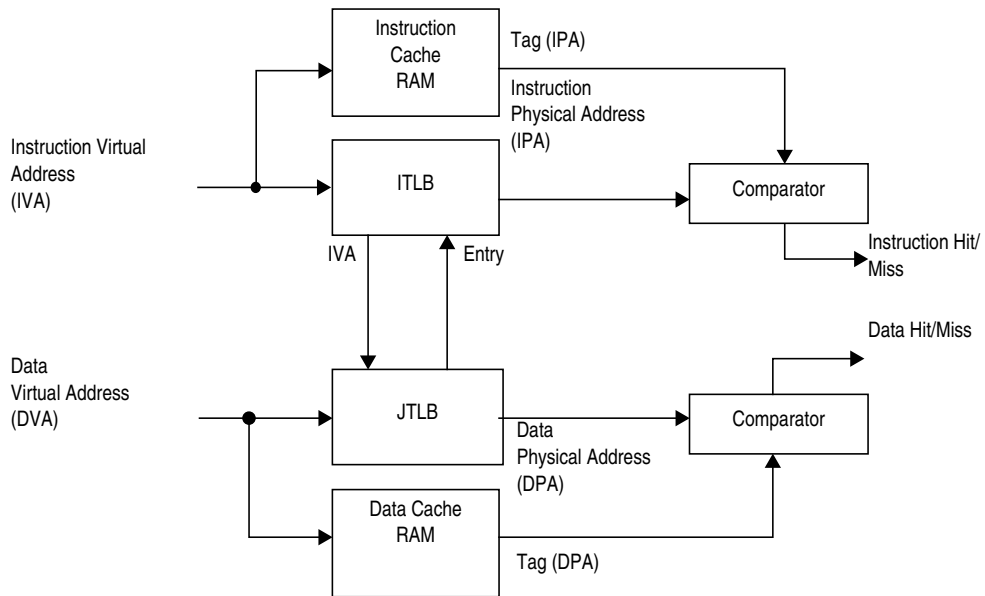 Instruction
Cache
RAM
Tag (IPA)
Instruction
Physical Address
(IPA)
Instruction Virtual
Address
(IVA)
ITLB
Comparator
IVA
Entry
Instruction Hit/
Miss
Data Hit/Miss
Data
Virtual Address
(DVA)
JTLB
Comparator
Data
Physical Address
(DPA)
Data Cache
RAM
Tag (DPA)